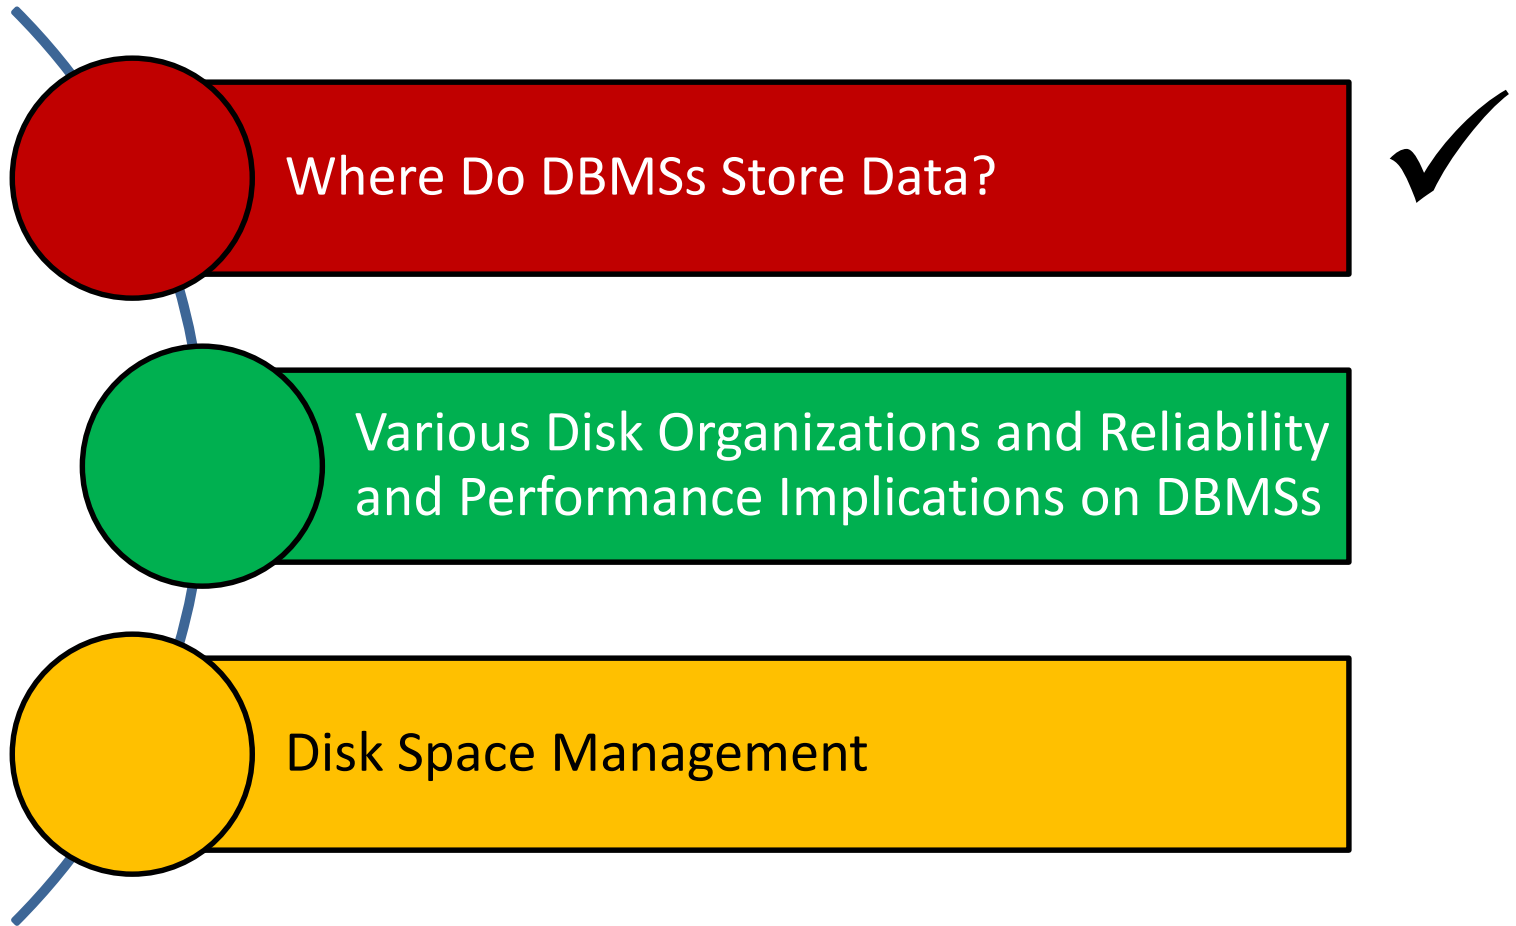 Where Do DBMSs Store Data?
Various Disk Organizations and Reliability
and Performance Implications on DBMSs
Disk Space Management